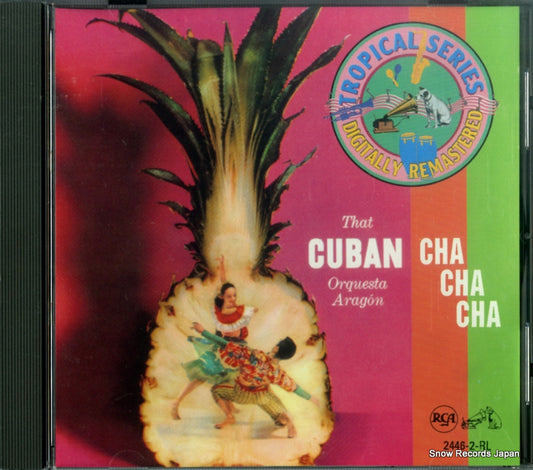 TROPICAL SERIES
DIGITALLY REMASTERED
That
CUBAN CHA
CHA
CHA
Orquesta
Aragón
RCA
2446-2-RL
Snow Records Japan